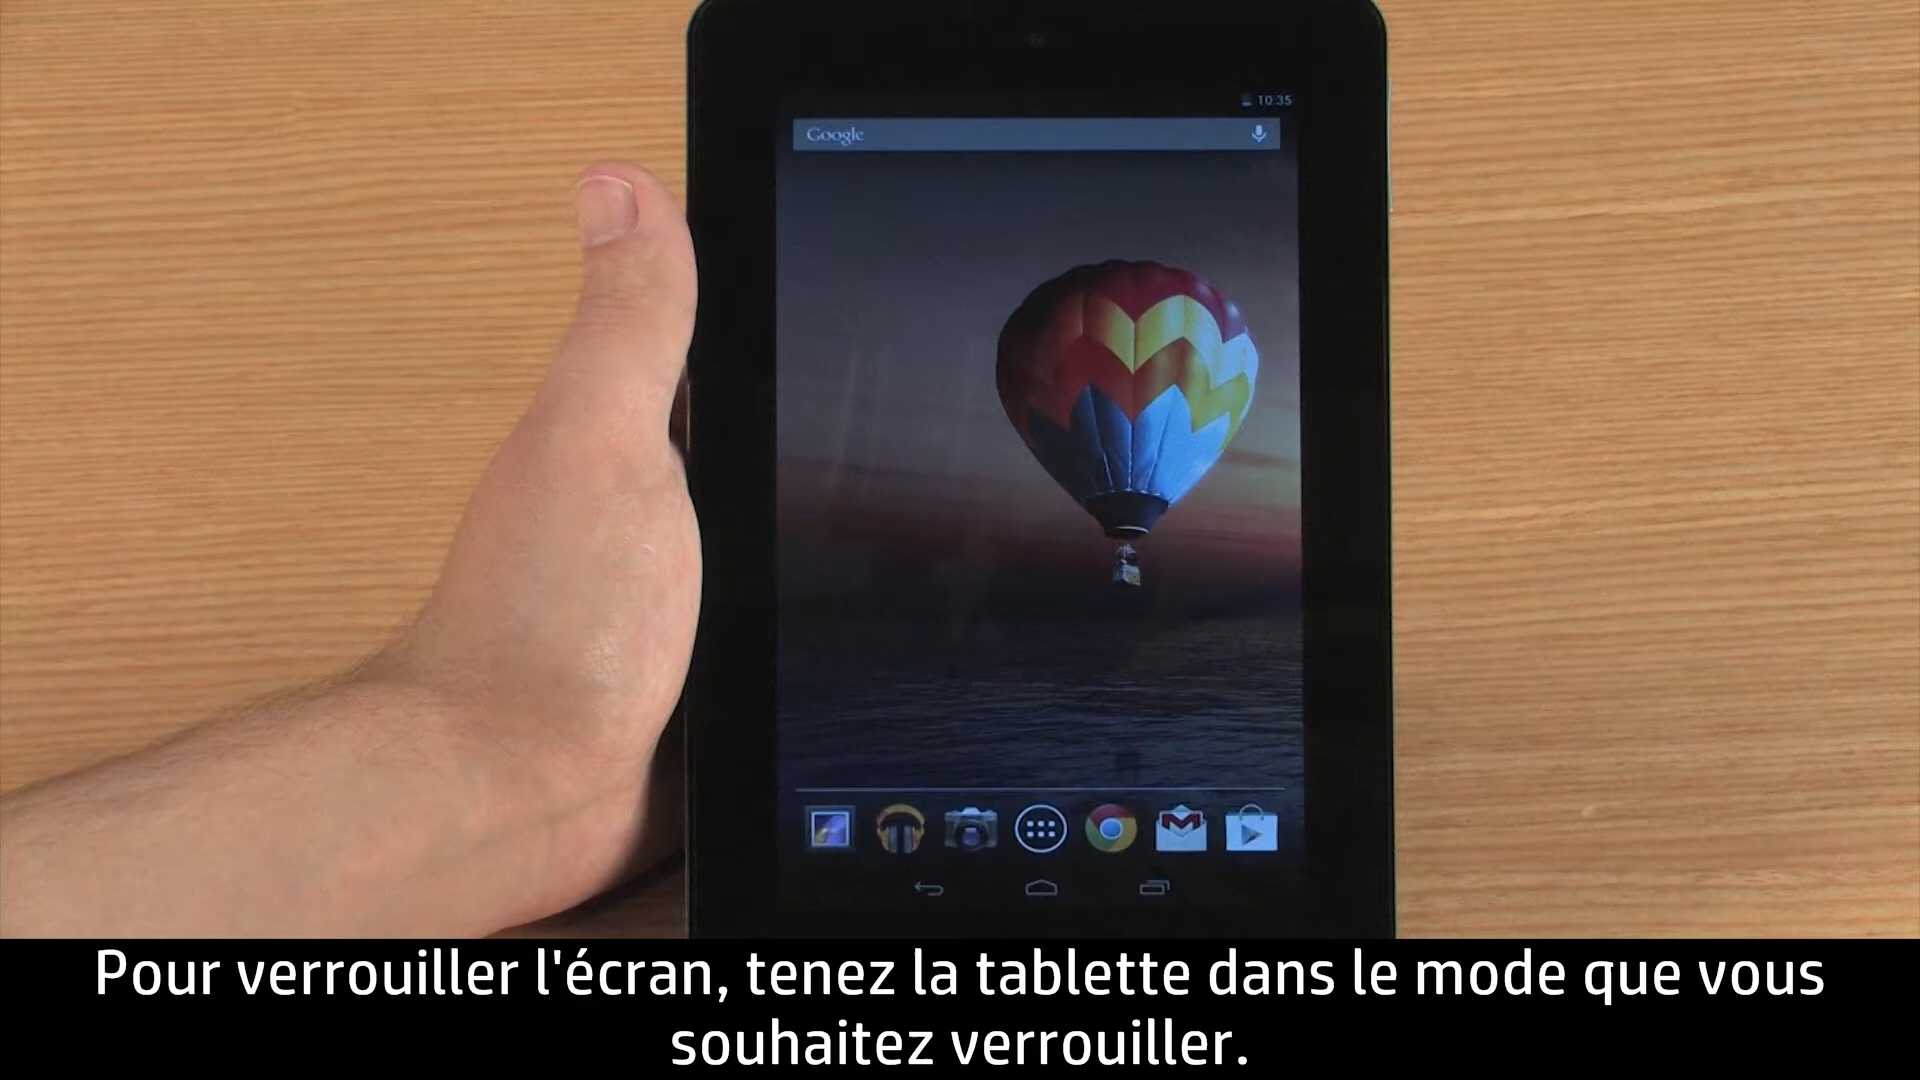 10:35
Google
Pour verrouiller l'écran, tenez la tablette dans le mode que vous
souhaitez verrouiller.